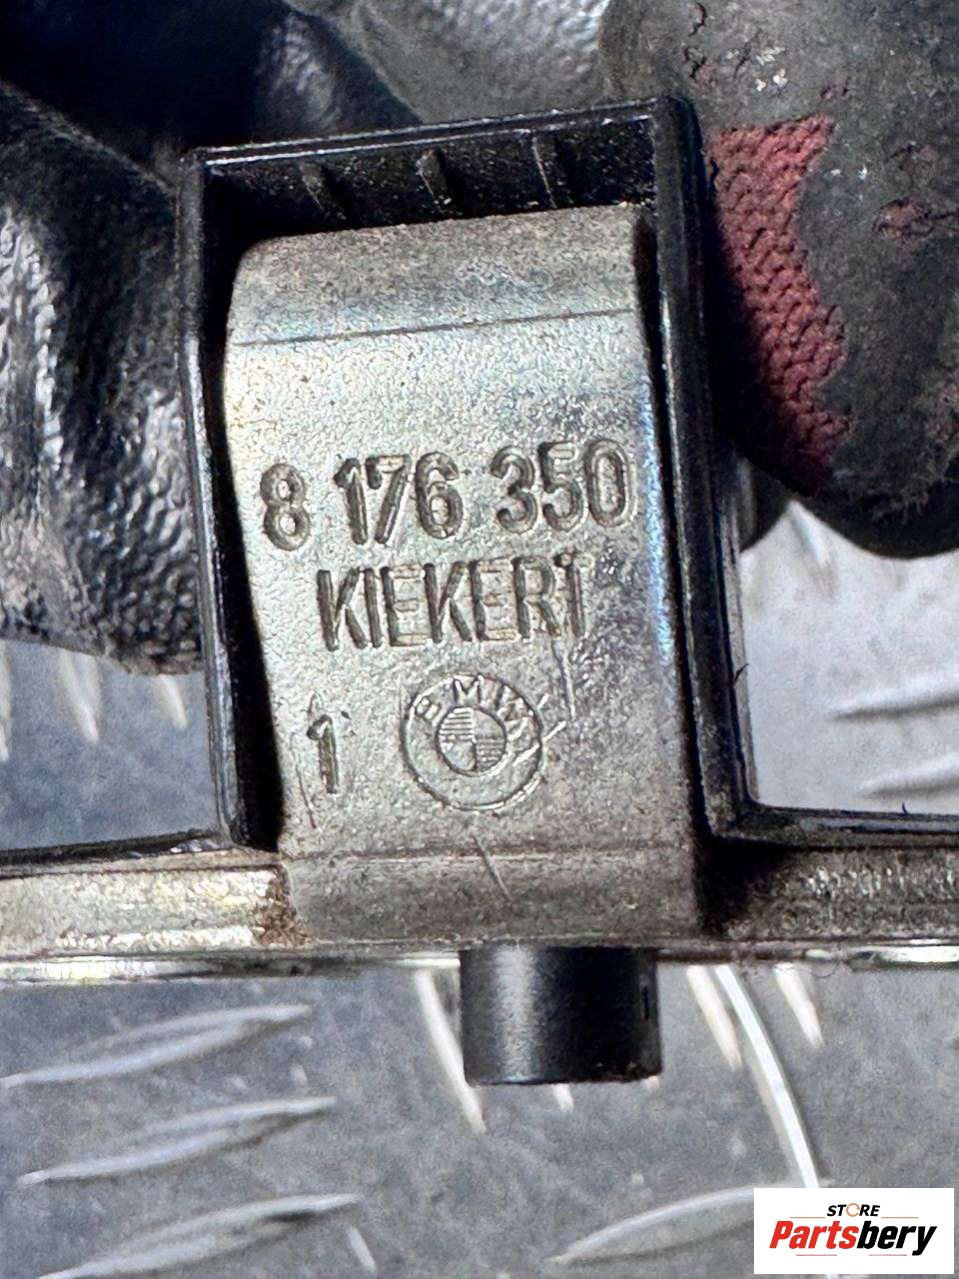 8 176 350
KIEKERT
1
BMW
STORE
Partsbery